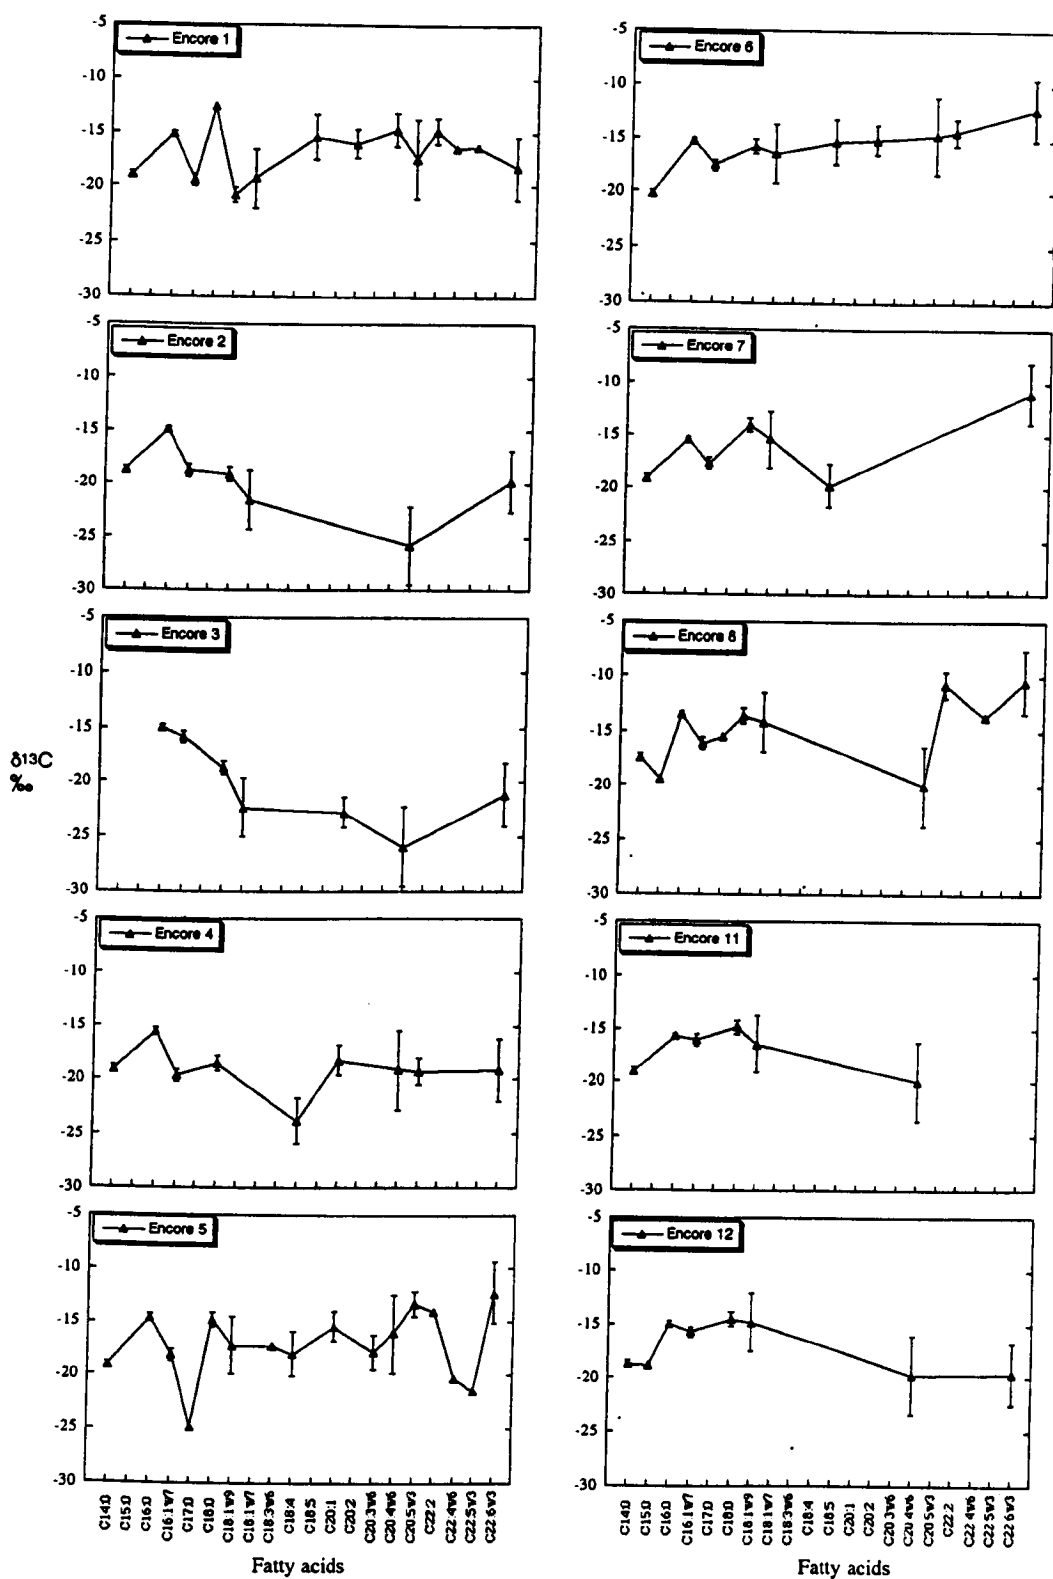 -5
Encore 1
-10
-15
-20
-25
-30
-5
Encore 2
-10
-15
-20
-25
-30
-5
Encore 3
-10
-15
-20
-25
-30
δ13C
‰
-5
Encore 4
-10
-15
-20
-25
-30
-5
Encore 5
-10
-15
-20
-25
-30
C14:0
C15:0
C16:0
C16:1w7
C17:0
C18:0
C18:1w9
C18:1w7
C18:3w6
C18:4
C18:5
C20:1
C20:2
C20:3w6
C20:4w6
C20:5w3
C22:2
C22:4w6
C22:5w3
C22:6w3
Fatty acids
-5
Encore 6
-10
-15
-20
-25
-30
-5
Encore 7
-10
-15
-20
-25
-30
-5
Encore 8
-10
-15
-20
-25
-30
-5
Encore 11
-10
-15
-20
-25
-30
-5
Encore 12
-10
-15
-20
-25
-30
C14:0
C15:0
C16:0
C16:1w7
C17:0
C18:0
C18:1w9
C18:1w7
C18:3w6
C18:4
C18:5
C20:1
C20:2
C20:3w6
C20:4w6
C20:5w3
C22:2
C22:4w6
C22:5w3
C22:6w3
Fatty acids